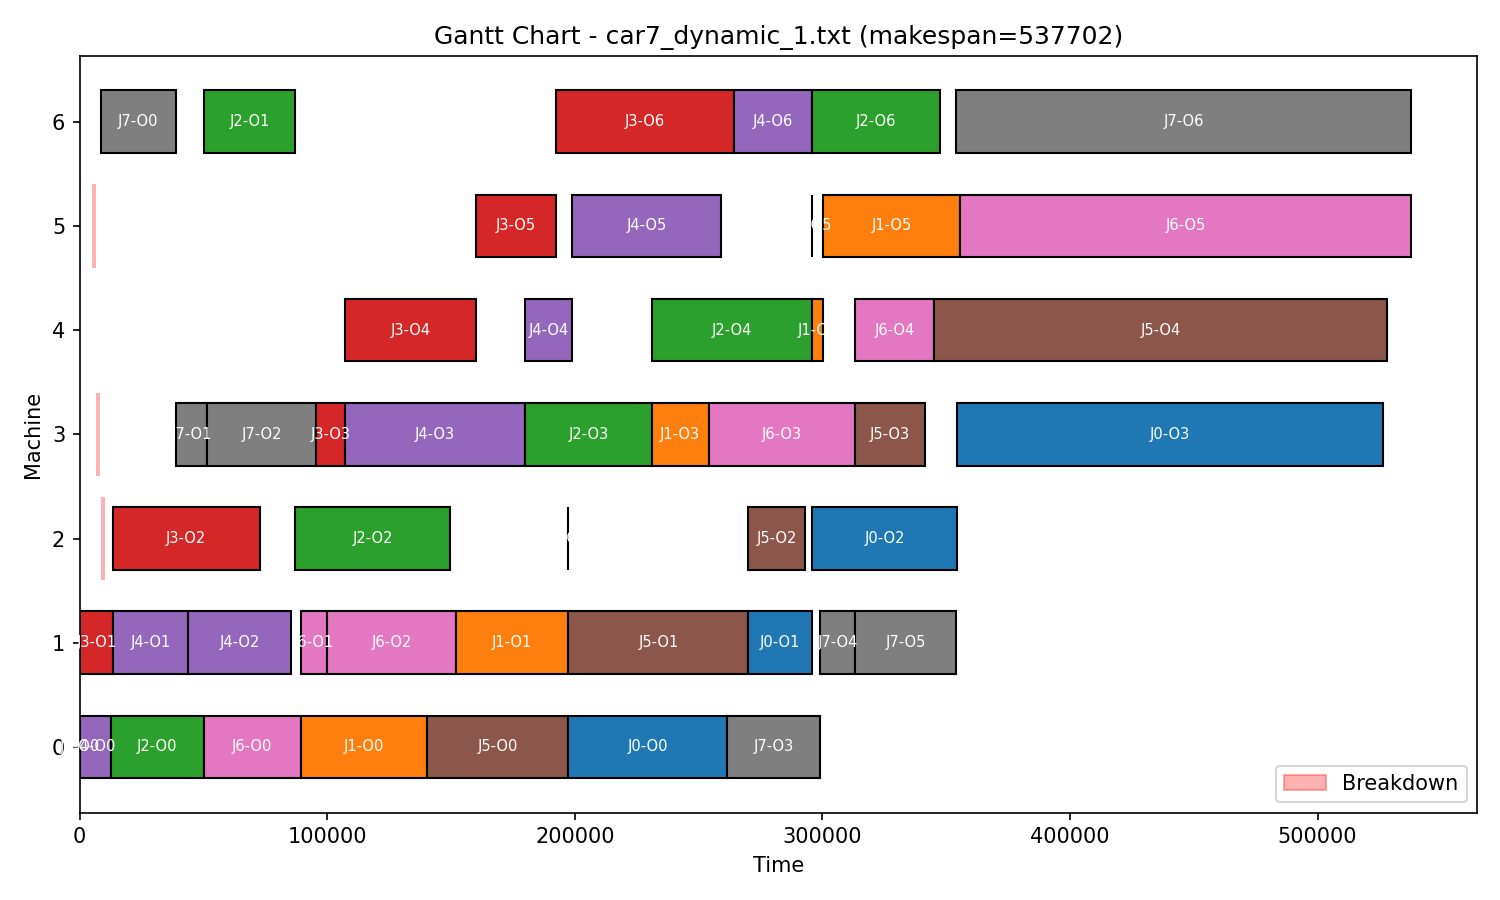 Gantt Chart - car7_dynamic_1.txt (makespan=537702)
Machine
6
J7-O0 J2-O1 J3-O6 J4-O6 J2-O6 J7-O6
5
J3-O5 J4-O5 J1-O5 J6-O5
4
J3-O4 J4-O4 J2-O4 J6-O4 J5-O4
3
J7-O2 J3-O3 J4-O3 J2-O3 J1-O3 J6-O3 J5-O3 J0-O3
2
J3-O2 J2-O2 J5-O2 J0-O2
1
J3-O1 J4-O1 J4-O2 J6-O2 J1-O1 J5-O1 J0-O1 J7-O4 J7-O5
0
J2-O0 J6-O0 J1-O0 J5-O0 J0-O0 J7-O3
Breakdown
0 100000 200000 300000 400000 500000
Time